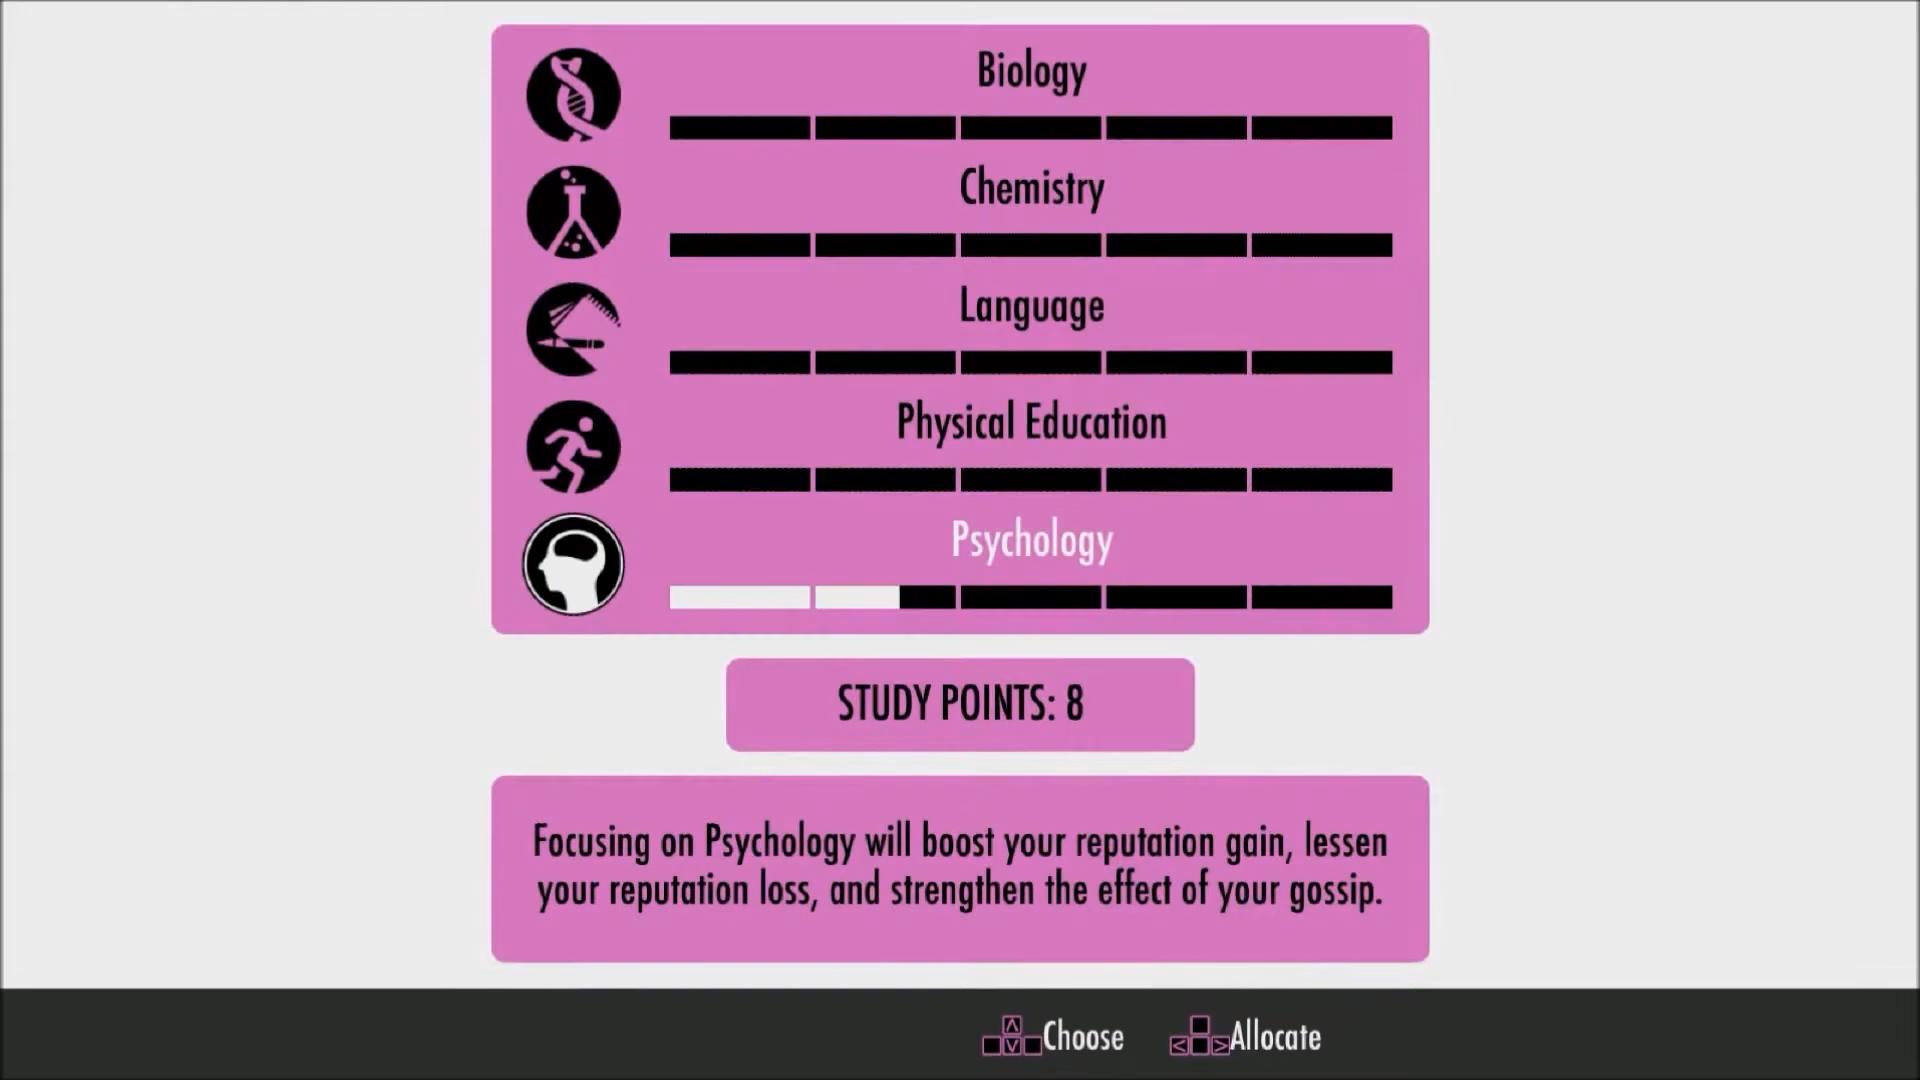 Biology
Chemistry
Language
Physical Education
Psychology
STUDY POINTS: 8
Focusing on Psychology will boost your reputation gain, lessen
your reputation loss, and strengthen the effect of your gossip.
Choose
Allocate